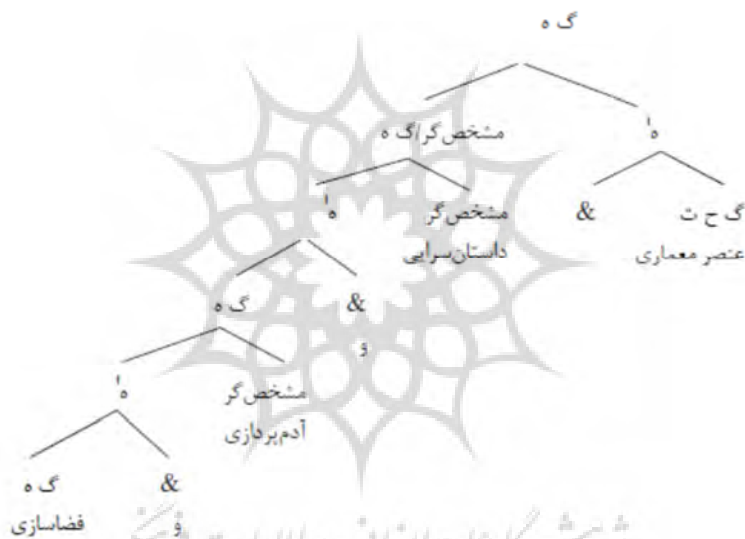 گ ه
مشخص‌گر/گ ه
ه'
ه'
مشخص‌گر
&
گ ح ت
داستان‌سرایی
عنصر معماری
گ ه
&
و
ه'
مشخص‌گر
آدم‌پردازی
گ ه
&
فضاسازی
و